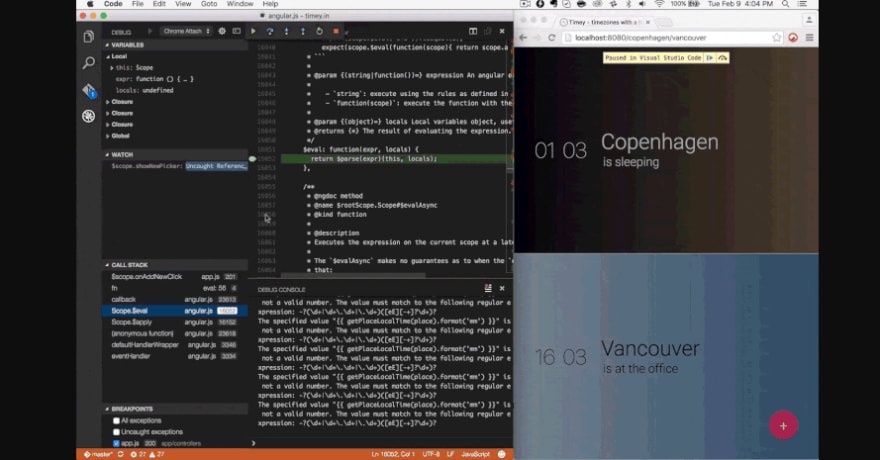 Code File Edit View Goto Window Help
100%
Tue Feb 9 4:04 PM
angular.js — timey.in
DEBUG
Chrome Attach
VARIABLES
Local
this: Scope
expr: function () { … }
locals: undefined
Closure
Closure
Closure
Global
WATCH
$scope.showNewPicker: Uncaught Referenc…
CALL STACK
$scope.onAddNewClick app.js 201
fn eval: 56 4
callback angular.js 23613
$cope.$eval angular.js
$cope.$apply angular.js 16152
(anonymous function) angular.js 23618
defaultHandlerWrapper angular.js 3346
eventHandler angular.js 3334
BREAKPOINTS
All exceptions
Uncaught exceptions
app.js 200 app/controllers
16040 expect(scope.$eval(function(scope){ return scope.a
16041 * ```
* @param {(string|function())=} expression An angular e
*
* - `string`: execute using the rules as defined in
* - `function(scope)`: execute the function with the
*
* @param {(object)=} locals Local variables object, use
* @returns {*} The result of evaluating the expression.
*/
16051 $eval: function(expr, locals) {
16052 return $parse(expr)(this, locals);
},
/**
* @ngdoc method
* @name $rootScope.Scope#$evalAsync
* @kind function
*
* @description
* Executes the expression on the current scope at a late
*
* The `$evalAsync` makes no guarantees as to when the `e
* that:
DEBUG CONSOLE
not a valid number. The value must match to the following regular e
xpression: -?(\d+|\d+\.\d+|\.\d+)([eE][-+]?\d+)?
The specified value "{{ getPlaceLocalTime(place).format('mm') }}" is
not a valid number. The value must match to the following regular e
xpression: -?(\d+|\d+\.\d+|\.\d+)([eE][-+]?\d+)?
The specified value "{{ getPlaceLocalTime(place).format('mm') }}" is
not a valid number. The value must match to the following regular e
xpression: -?(\d+|\d+\.\d+|\.\d+)([eE][-+]?\d+)?
The specified value "{{ getPlaceLocalTime(place).format('mm') }}" is
not a valid number. The value must match to the following regular e
xpression: -?(\d+|\d+\.\d+|\.\d+)([eE][-+]?\d+)?
The specified value "{{ getPlaceLocalTime(place).format('mm') }}" is
not a valid number. The value must match to the following regular e
xpression: -?(\d+|\d+\.\d+|\.\d+)([eE][-+]?\d+)?
master* 27 27
Ln 16052, Col 1 UTF-8 LF JavaScript
Timey - timezones with a h
localhost:8080/copenhagen/vancouver
Paused in Visual Studio Code
01 03 Copenhagen
is sleeping
16 03 Vancouver
is at the office
+